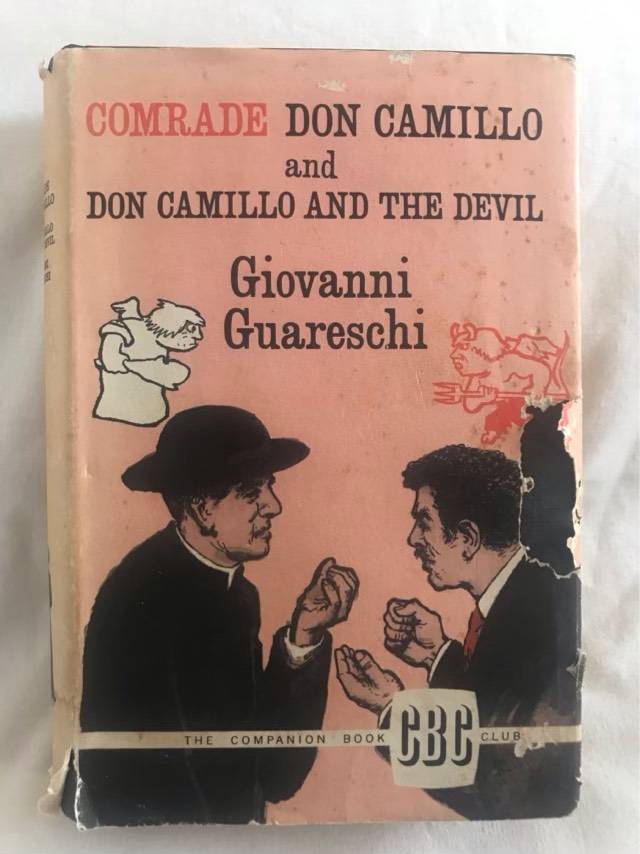 COMRADE DON CAMILLO
and
DON CAMILLO AND THE DEVIL
Giovanni
Guareschi
THE COMPANION BOOK CBC CLUB